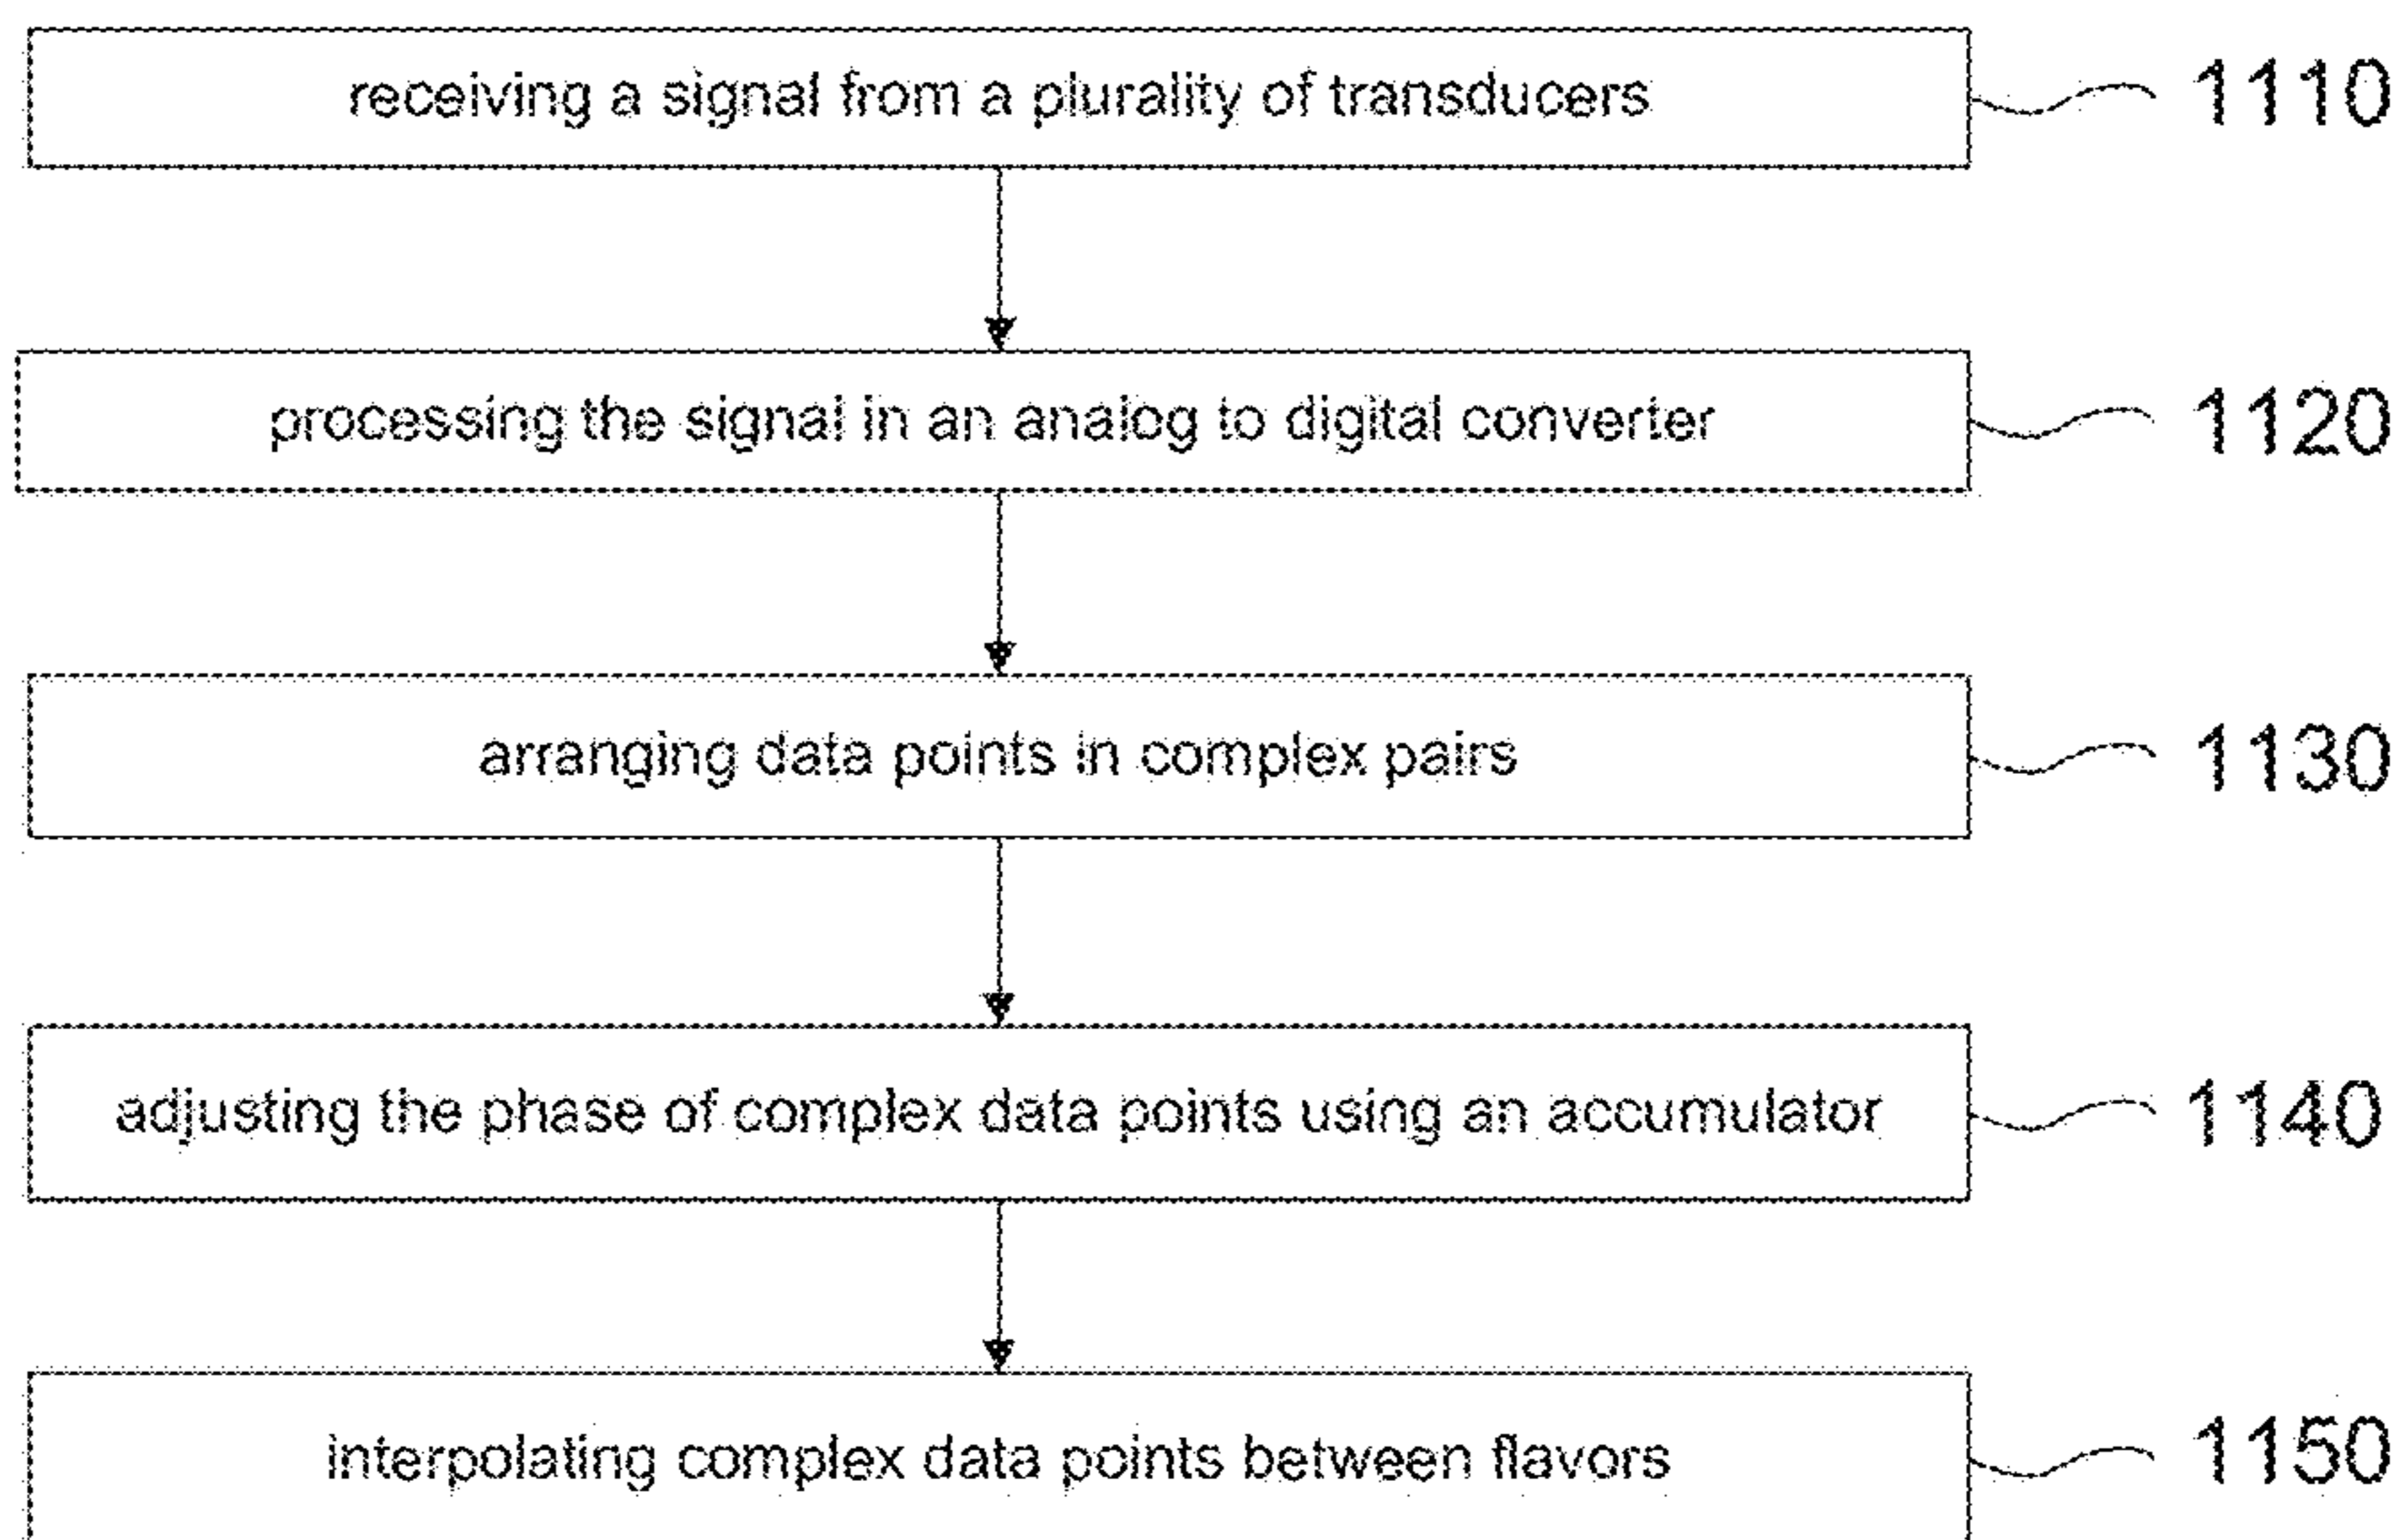 receiving a signal from a plurality of transducers 1110
processing the signal in an analog to digital converter 1120
arranging data points in complex pairs 1130
adjusting the phase of complex data points using an accumulator 1140
interpolating complex data points between flavors 1150